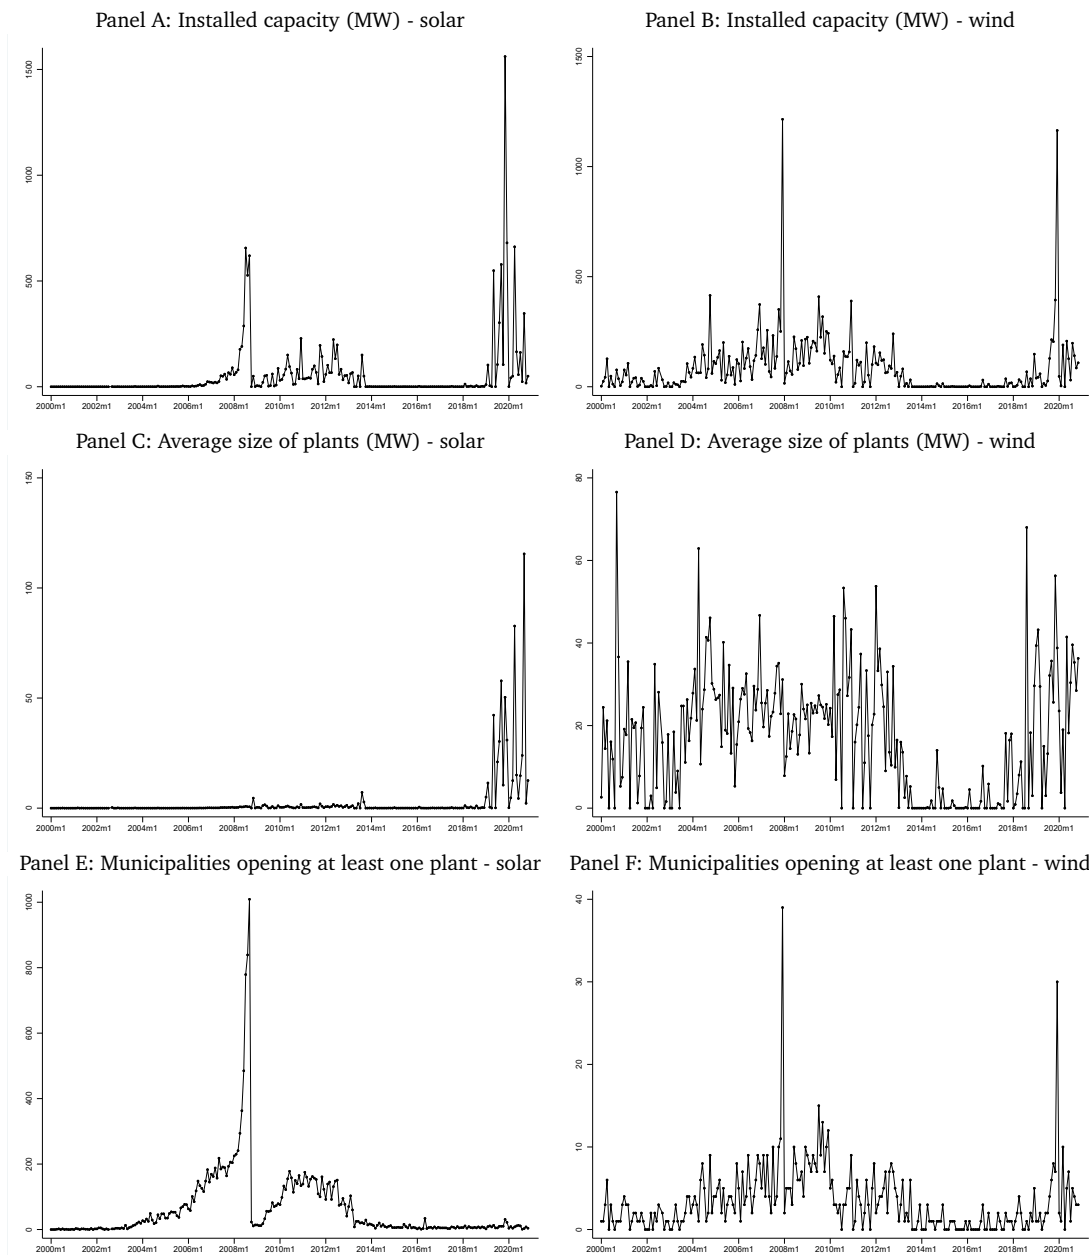 Panel A: Installed capacity (MW) - solar
Panel B: Installed capacity (MW) - wind
1500
1000
500
0
2000m1 2002m1 2004m1 2006m1 2008m1 2010m1 2012m1 2014m1 2016m1 2018m1 2020m1
1500
1000
500
0
2000m1 2002m1 2004m1 2006m1 2008m1 2010m1 2012m1 2014m1 2016m1 2018m1 2020m1
Panel C: Average size of plants (MW) - solar
Panel D: Average size of plants (MW) - wind
150
100
50
0
2000m1 2002m1 2004m1 2006m1 2008m1 2010m1 2012m1 2014m1 2016m1 2018m1 2020m1
80
60
40
20
0
2000m1 2002m1 2004m1 2006m1 2008m1 2010m1 2012m1 2014m1 2016m1 2018m1 2020m1
Panel E: Municipalities opening at least one plant - solar
Panel F: Municipalities opening at least one plant - wind
1000
800
600
400
200
0
2000m1 2002m1 2004m1 2006m1 2008m1 2010m1 2012m1 2014m1 2016m1 2018m1 2020m1
40
30
20
10
0
2000m1 2002m1 2004m1 2006m1 2008m1 2010m1 2012m1 2014m1 2016m1 2018m1 2020m1